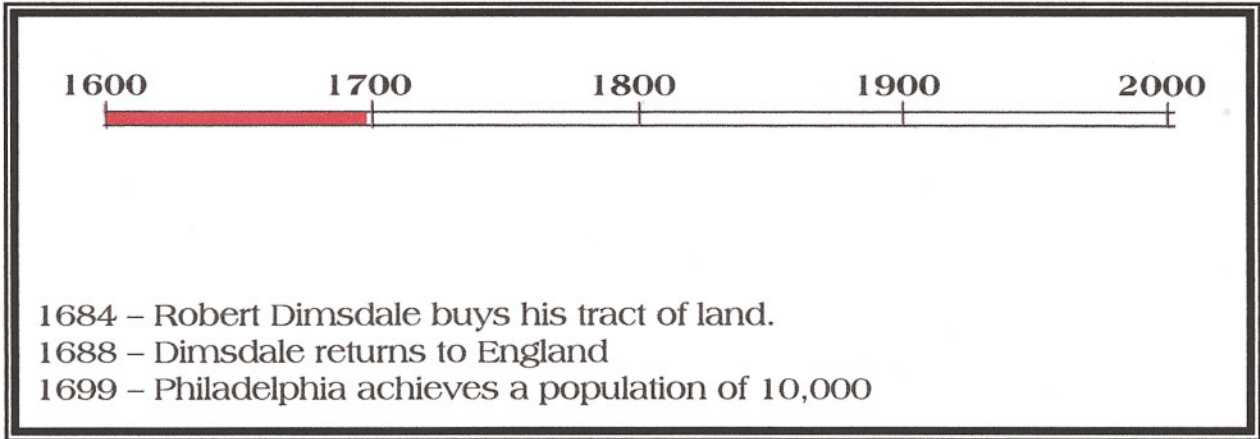 1600 1700 1800 1900 2000
1684 – Robert Dimsdale buys his tract of land.
1688 – Dimsdale returns to England
1699 – Philadelphia achieves a population of 10,000